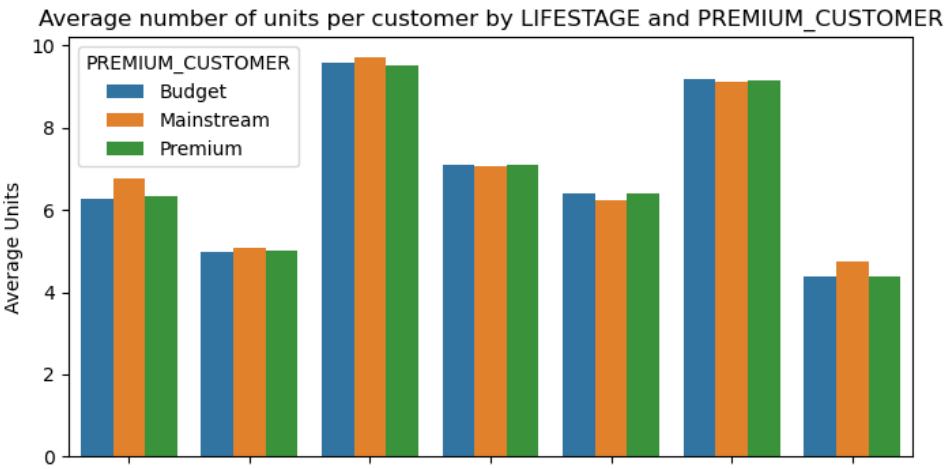 Average number of units per customer by LIFESTAGE and PREMIUM_CUSTOMER
10
PREMIUM_CUSTOMER
Budget
Mainstream
Premium
8
6
4
2
0
Average Units